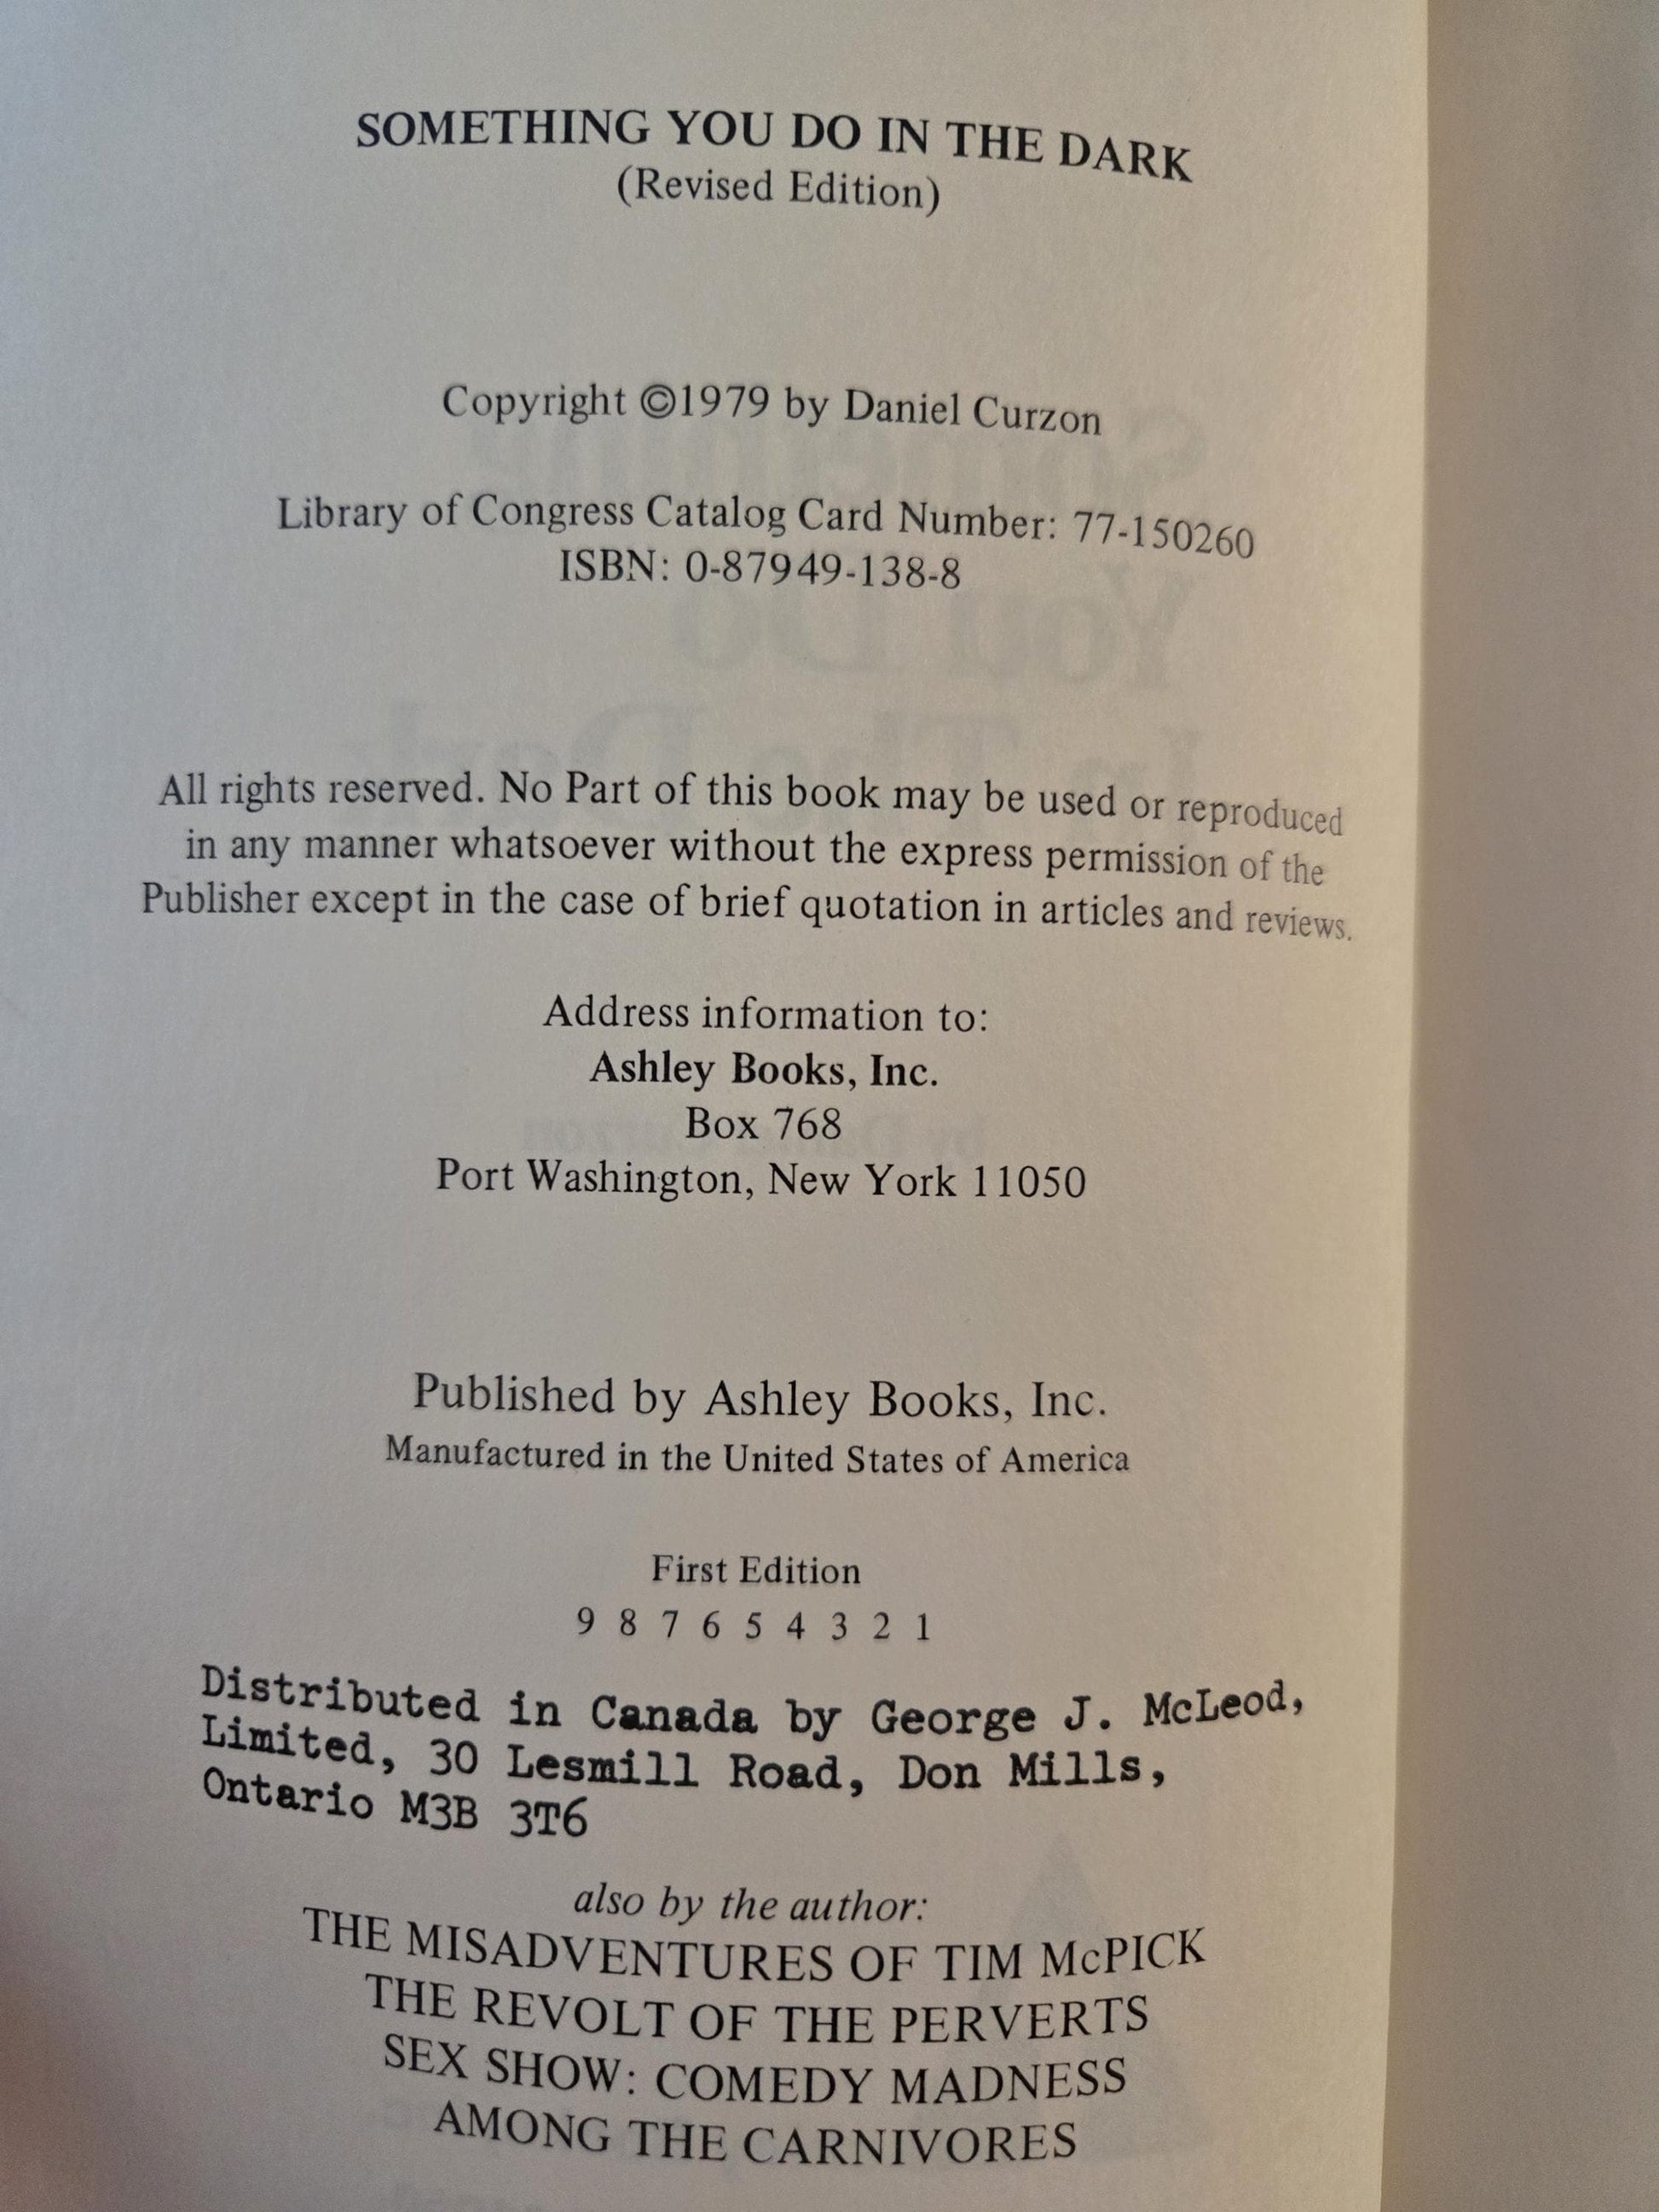 SOMETHING YOU DO IN THE DARK
(Revised Edition)
Copyright ©1979 by Daniel Curzon
Library of Congress Catalog Card Number: 77-150260
ISBN: 0-87949-138-8
All rights reserved. No Part of this book may be used or reproduced
in any manner whatsoever without the express permission of the
Publisher except in the case of brief quotation in articles and reviews.
Address information to:
Ashley Books, Inc.
Box 768
Port Washington, New York 11050
Published by Ashley Books, Inc.
Manufactured in the United States of America
First Edition
9 8 7 6 5 4 3 2 1
Distributed in Canada by George J. McLeod,
Limited, 30 Lesmill Road, Don Mills,
Ontario M3B 3T6
also by the author:
THE MISADVENTURES OF TIM McPICK
THE REVOLT OF THE PERVERTS
SEX SHOW: COMEDY MADNESS
AMONG THE CARNIVORES